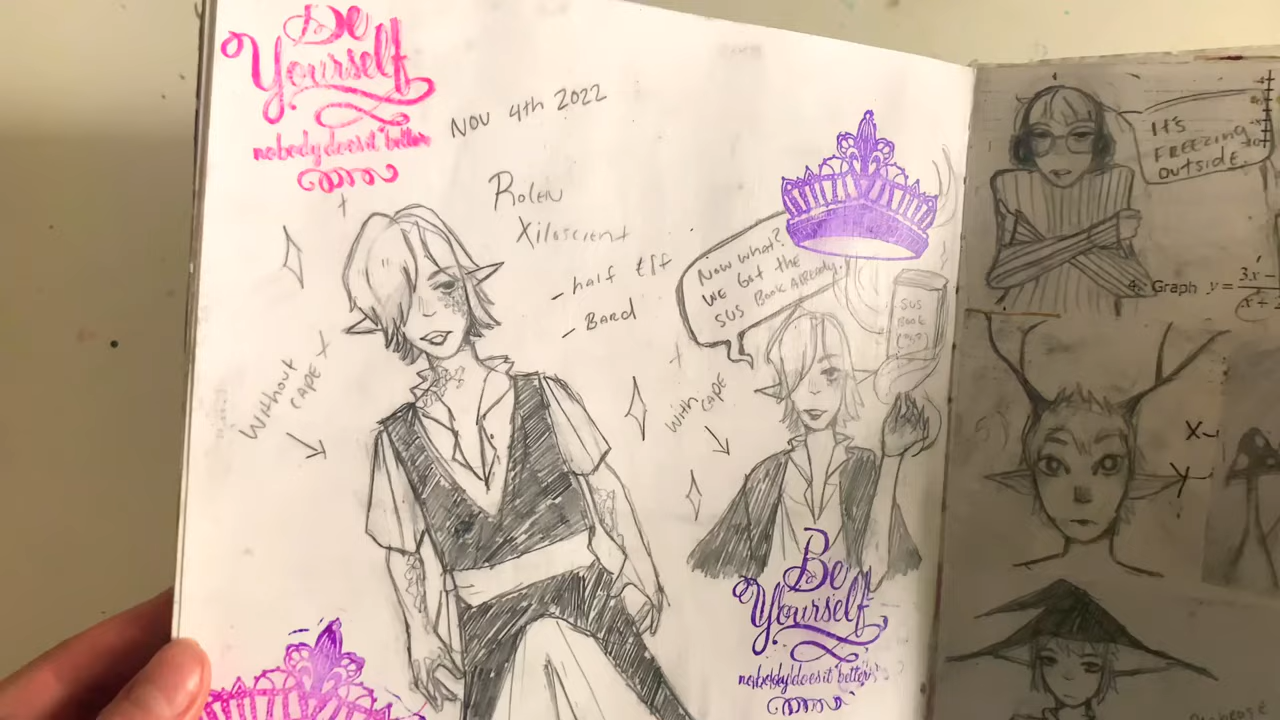 Be
Yourself
nobody does it better
NOV 4th 2022
Rolen
Xiloscient
- half Elf
- BARD
Without
CAPE
Now what?
WE Got the
SUS Book Already.
SUS
Book
With
CAPE
Be
Yourself
nobody does it better
It's
FREEZING
outside.
4. Graph y = 3x
X
Y